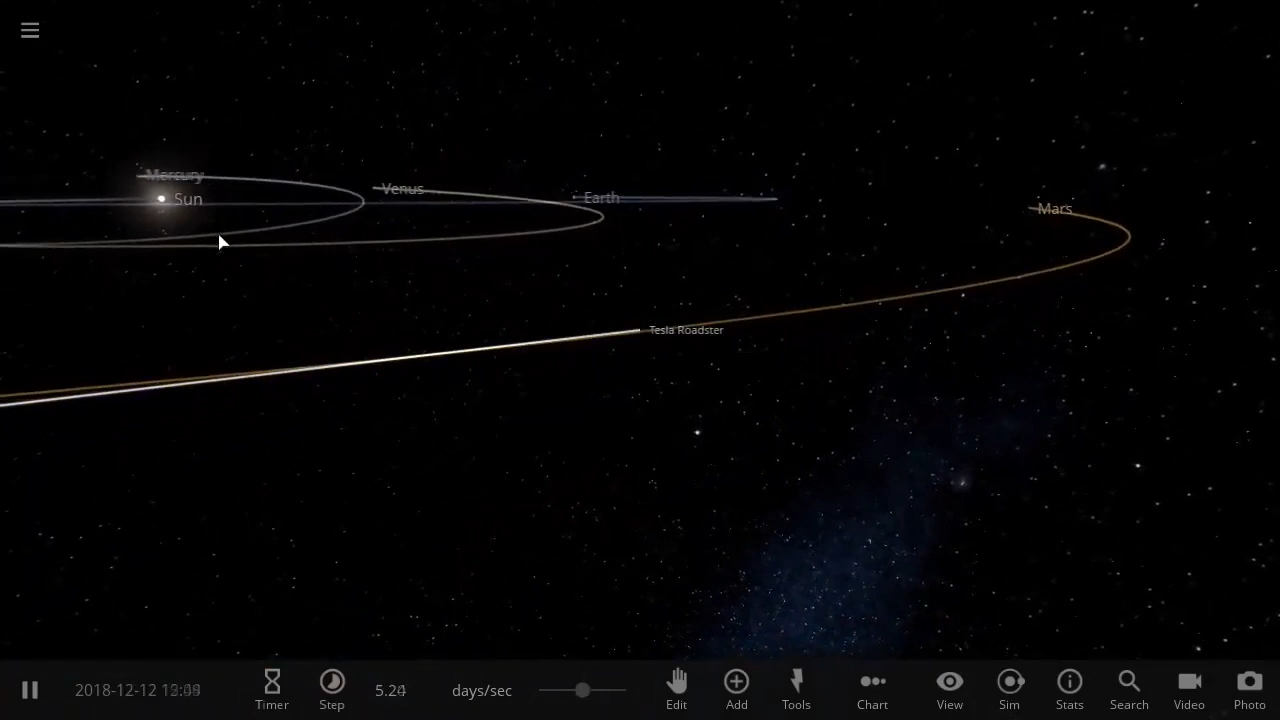 Mercury
Sun
Venus
Earth
Mars
Tesla Roadster
2018-12-12
5.24 days/sec
Timer
Step
Edit
Add
Tools
Chart
View
Sim
Stats
Search
Video
Photo